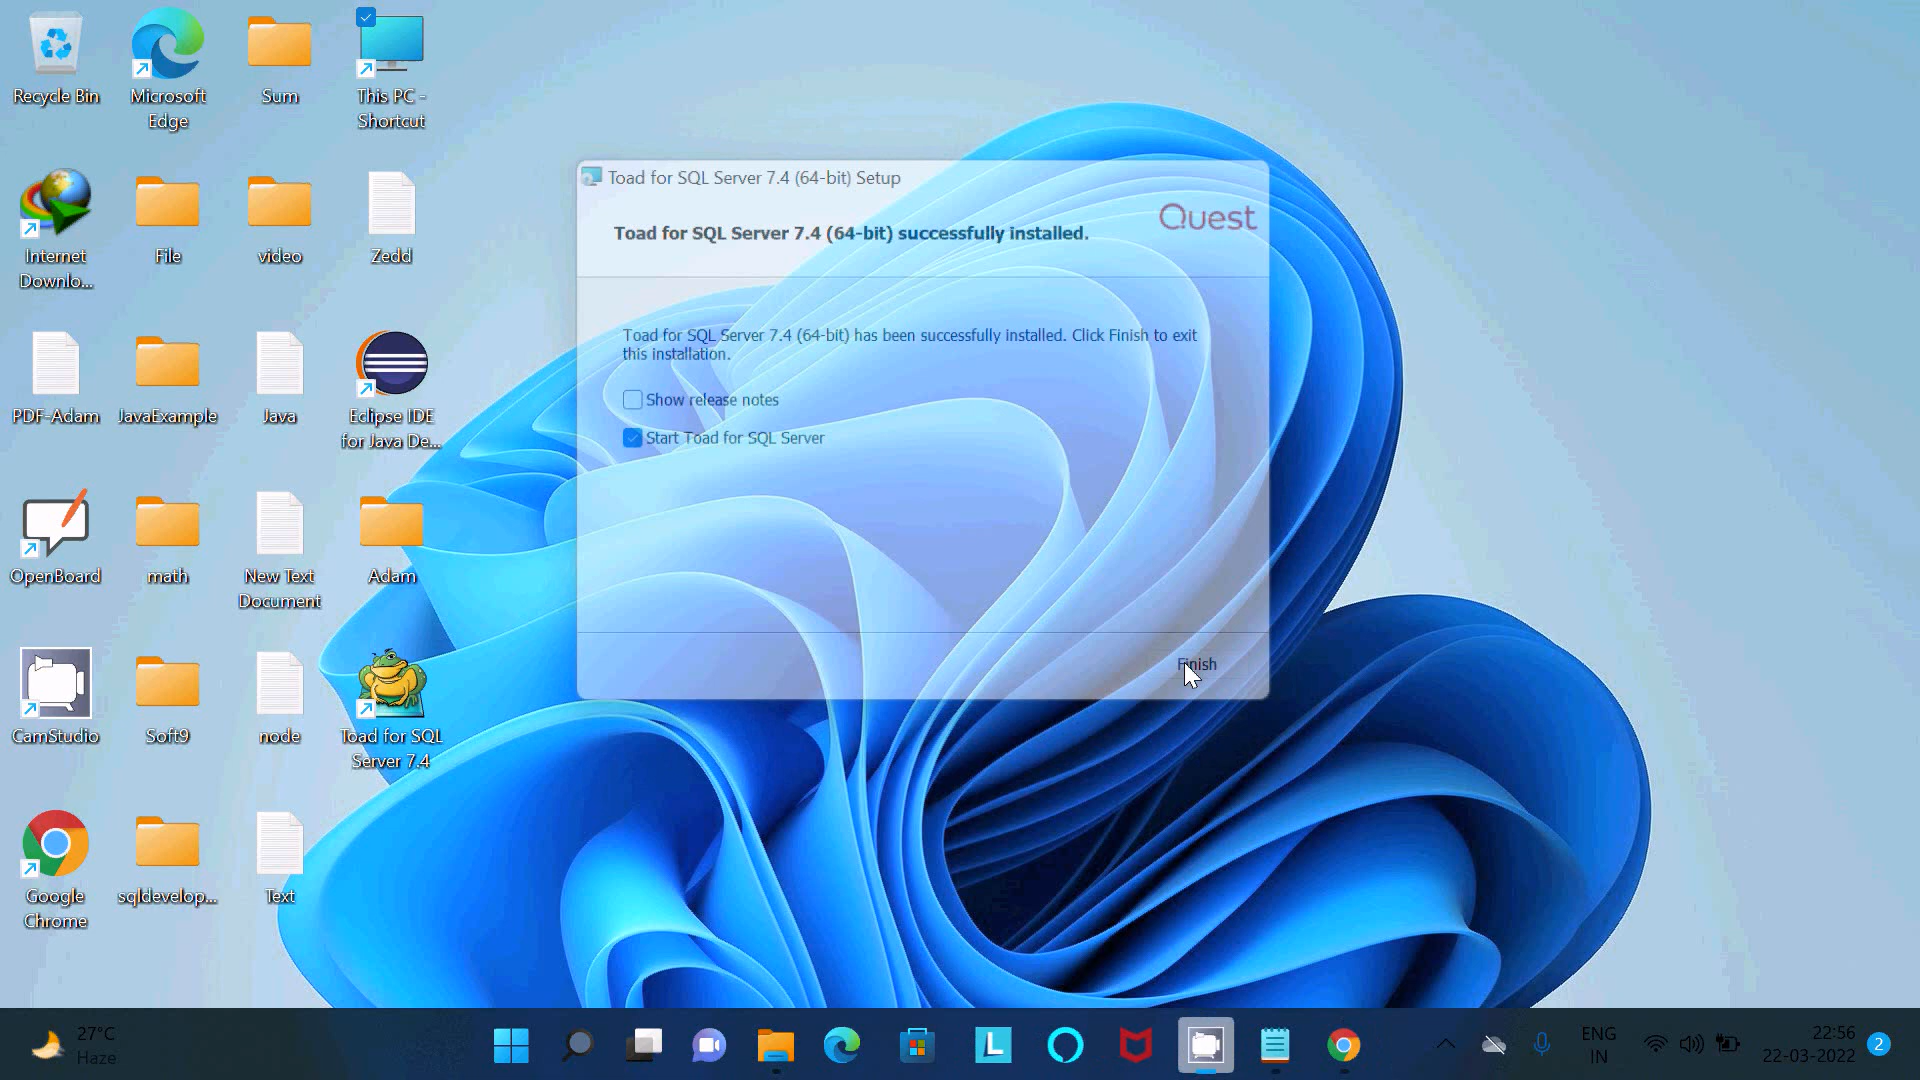 Recycle Bin
Microsoft
Edge
Sum
This PC -
Shortcut
Internet
Downlo...
File
video
Zedd
PDF-Adam
JavaExample
Java
Eclipse IDE
for Java De...
OpenBoard
math
New Text
Document
Adam
CamStudio
Soft9
node
Toad for SQL
Server 7.4
Google
Chrome
sqldevelop...
Text
Toad for SQL Server 7.4 (64-bit) Setup
Toad for SQL Server 7.4 (64-bit) successfully installed.
Quest
Toad for SQL Server 7.4 (64-bit) has been successfully installed. Click Finish to exit
this installation.
Show release notes
Start Toad for SQL Server
Finish
27°C
Haze
L
ENG
IN
22:56
22-03-2022
2